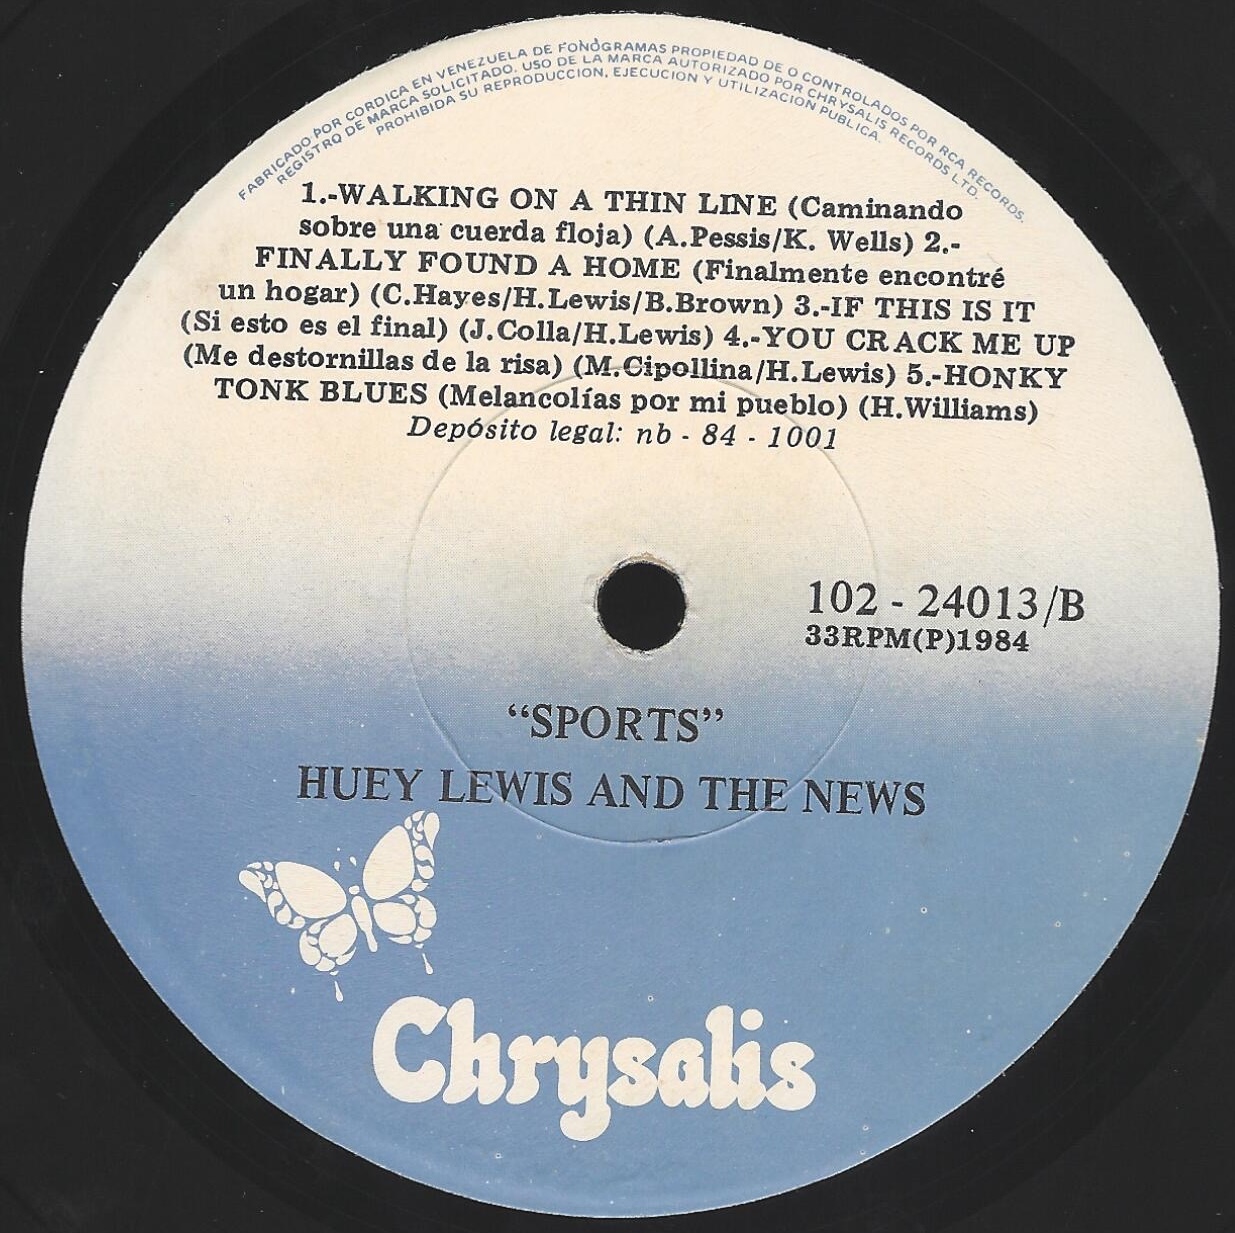 FABRICADO POR CORDICA EN VENEZUELA DE FONOGRAMAS PROPIEDAD DE O CONTROLADOS POR RCA RECORDS.
REGISTRO DE MARCA SOLICITADO. USO DE LA MARCA AUTORIZADO POR CHRYSALIS RECORDS LTD.
PROHIBIDA SU REPRODUCCION, EJECUCION Y UTILIZACION PUBLICA.
1.-WALKING ON A THIN LINE (Caminando
sobre una cuerda floja) (A.Pessis/K. Wells) 2.-
FINALLY FOUND A HOME (Finalmente encontré
un hogar) (C.Hayes/H.Lewis/B.Brown) 3.-IF THIS IS IT
(Si esto es el final) (J.Colla/H.Lewis) 4.-YOU CRACK ME UP
(Me destornillas de la risa) (M.Cipollina/H.Lewis) 5.-HONKY
TONK BLUES (Melancolías por mi pueblo) (H.Williams)
Depósito legal: nb - 84 - 1001
102 - 24013/B
33RPM(P)1984
“SPORTS”
HUEY LEWIS AND THE NEWS
Chrysalis